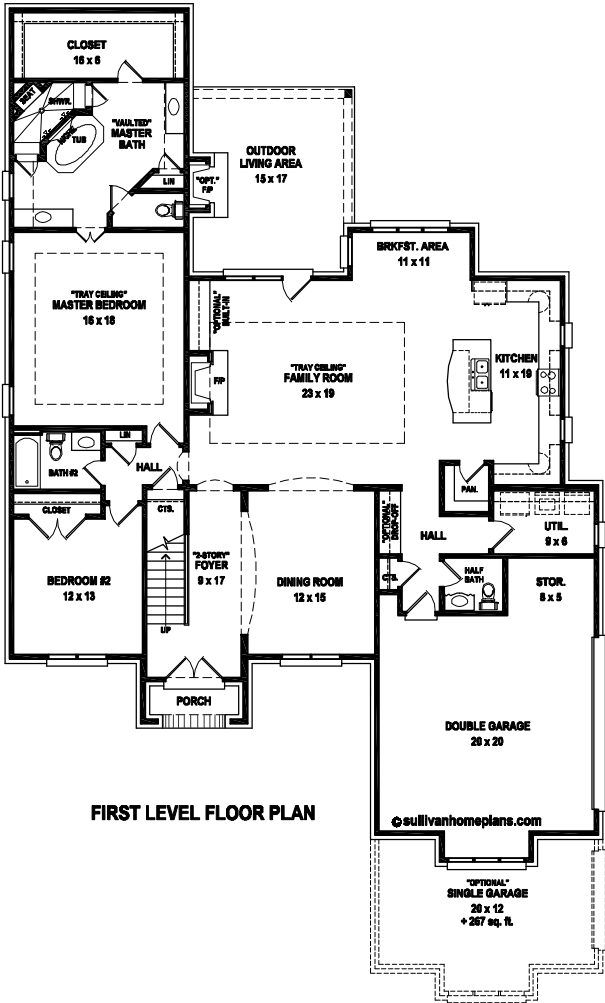 CLOSET
16 x 6
SEAT
SHWR.
NICHE
TUB
"VAULTED"
MASTER
BATH
LIN
"OPT."
F/P
OUTDOOR
LIVING AREA
15 x 17
BRKFST. AREA
11 x 11
"TRAY CEILING"
MASTER BEDROOM
16 x 18
"OPTIONAL"
BUILT-IN
F/P
"TRAY CEILING"
FAMILY ROOM
23 x 19
KITCHEN
11 x 19
LIN
BATH #2
HALL
PAN.
CLOSET
CTS.
"OPTIONAL"
DROP-OFF
HALL
UTIL.
9 x 6
BEDROOM #2
12 x 13
"2-STORY"
FOYER
9 x 17
UP
DINING ROOM
12 x 15
HALF
BATH
STOR.
8 x 5
PORCH
DOUBLE GARAGE
20 x 20
FIRST LEVEL FLOOR PLAN
©sullivanhomeplans.com
"OPTIONAL"
SINGLE GARAGE
20 x 12
+ 267 sq. ft.